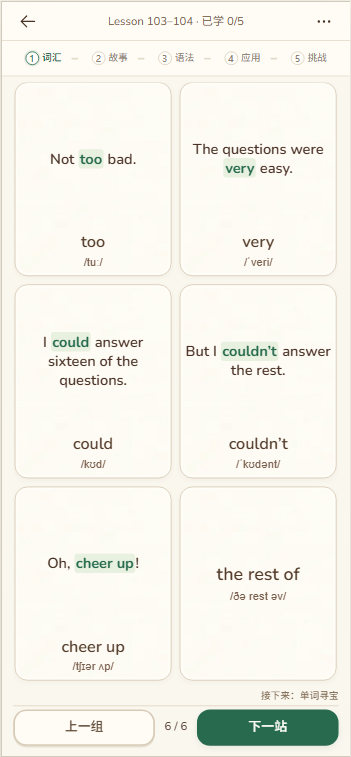 Lesson 103–104 · 已学 0/5
1 词汇 – 2 故事 – 3 语法 – 4 应用 – 5 挑战
Not too bad.
too
/tuː/
The questions were
very easy.
very
/ˈveri/
I could answer
sixteen of the
questions.
could
/kʊd/
But I couldn’t answer
the rest.
couldn’t
/ˈkʊdənt/
Oh, cheer up!
cheer up
/tʃɪər ʌp/
the rest of
/ðə rest əv/
接下来：单词寻宝
上一组
6 / 6
下一站